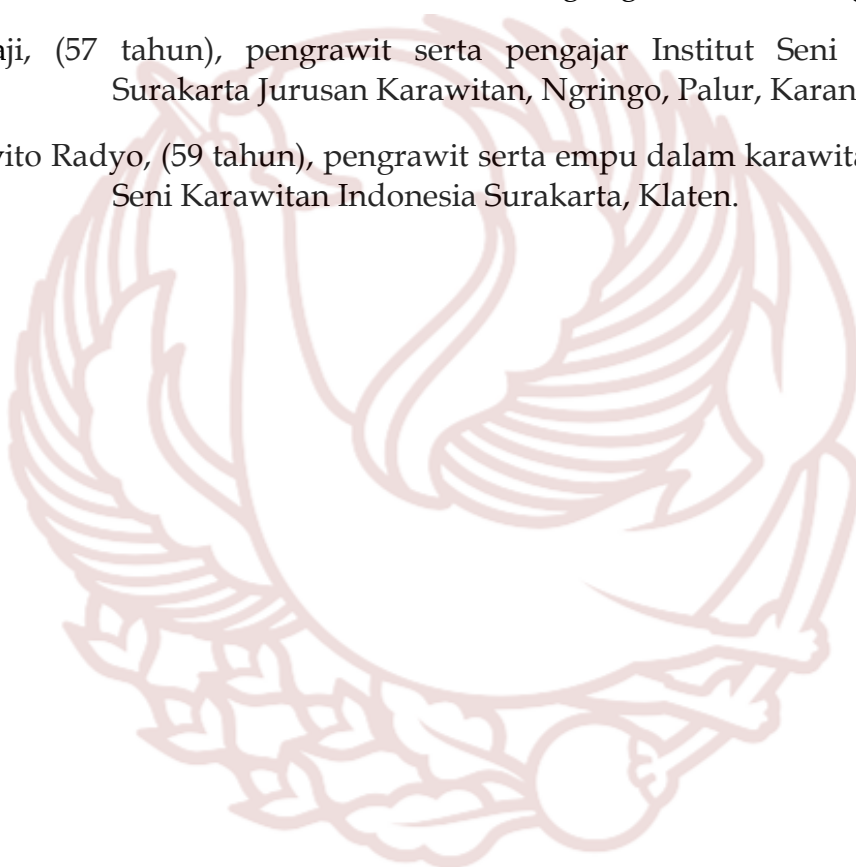 aji, (57 tahun), pengrawit serta pengajar Institut Seni
Surakarta Jurusan Karawitan, Ngringo, Palur, Karan
ito Radyo, (59 tahun), pengrawit serta empu dalam karawita
Seni Karawitan Indonesia Surakarta, Klaten.